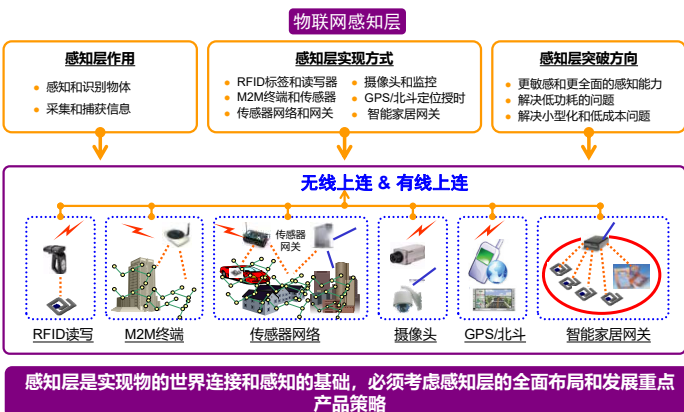 物联网感知层
感知层作用
感知和识别物体
采集和捕获信息
感知层实现方式
RFID标签和读写器
M2M终端和传感器
传感器网络和网关
摄像头和监控
GPS/北斗定位授时
智能家居网关
感知层突破方向
更敏感和更全面的感知能力
解决低功耗的问题
解决小型化和低成本问题
无线上连 & 有线上连
传感器
网关
RFID读写
M2M终端
传感器网络
摄像头
GPS/北斗
智能家居网关
感知层是实现物的世界连接和感知的基础，必须考虑感知层的全面布局和发展重点
产品策略